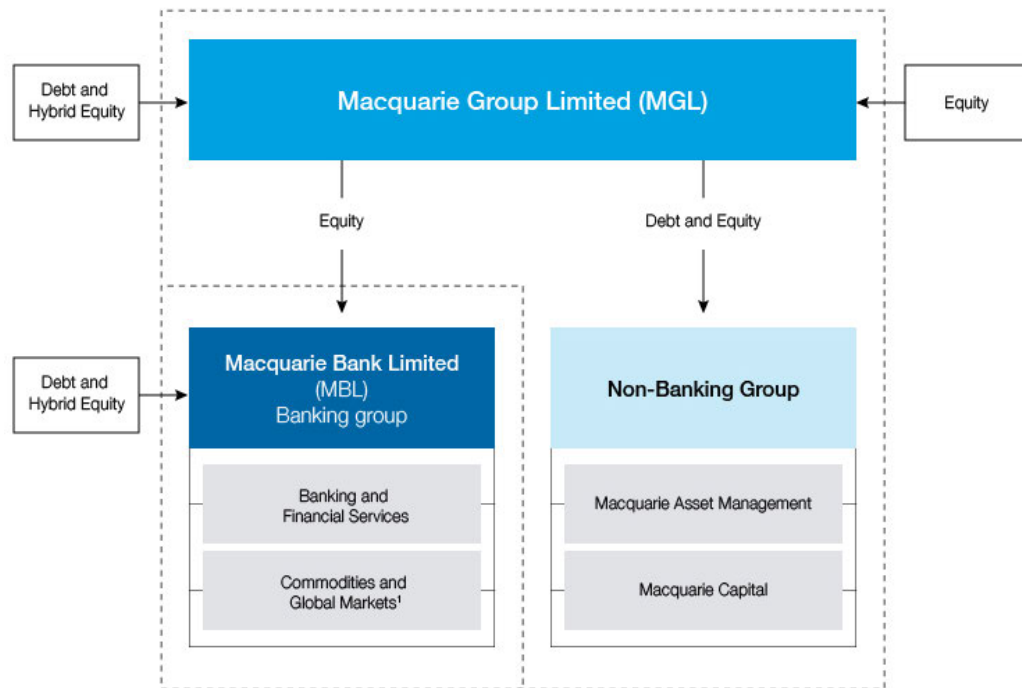 Macquarie Group Limited (MGL)
Debt and
Hybrid Equity
Equity
Equity
Debt and Equity
Debt and
Hybrid Equity
Macquarie Bank Limited
(MBL)
Banking group
Non-Banking Group
Banking and
Financial Services
Macquarie Asset Management
Commodities and
Global Markets¹
Macquarie Capital